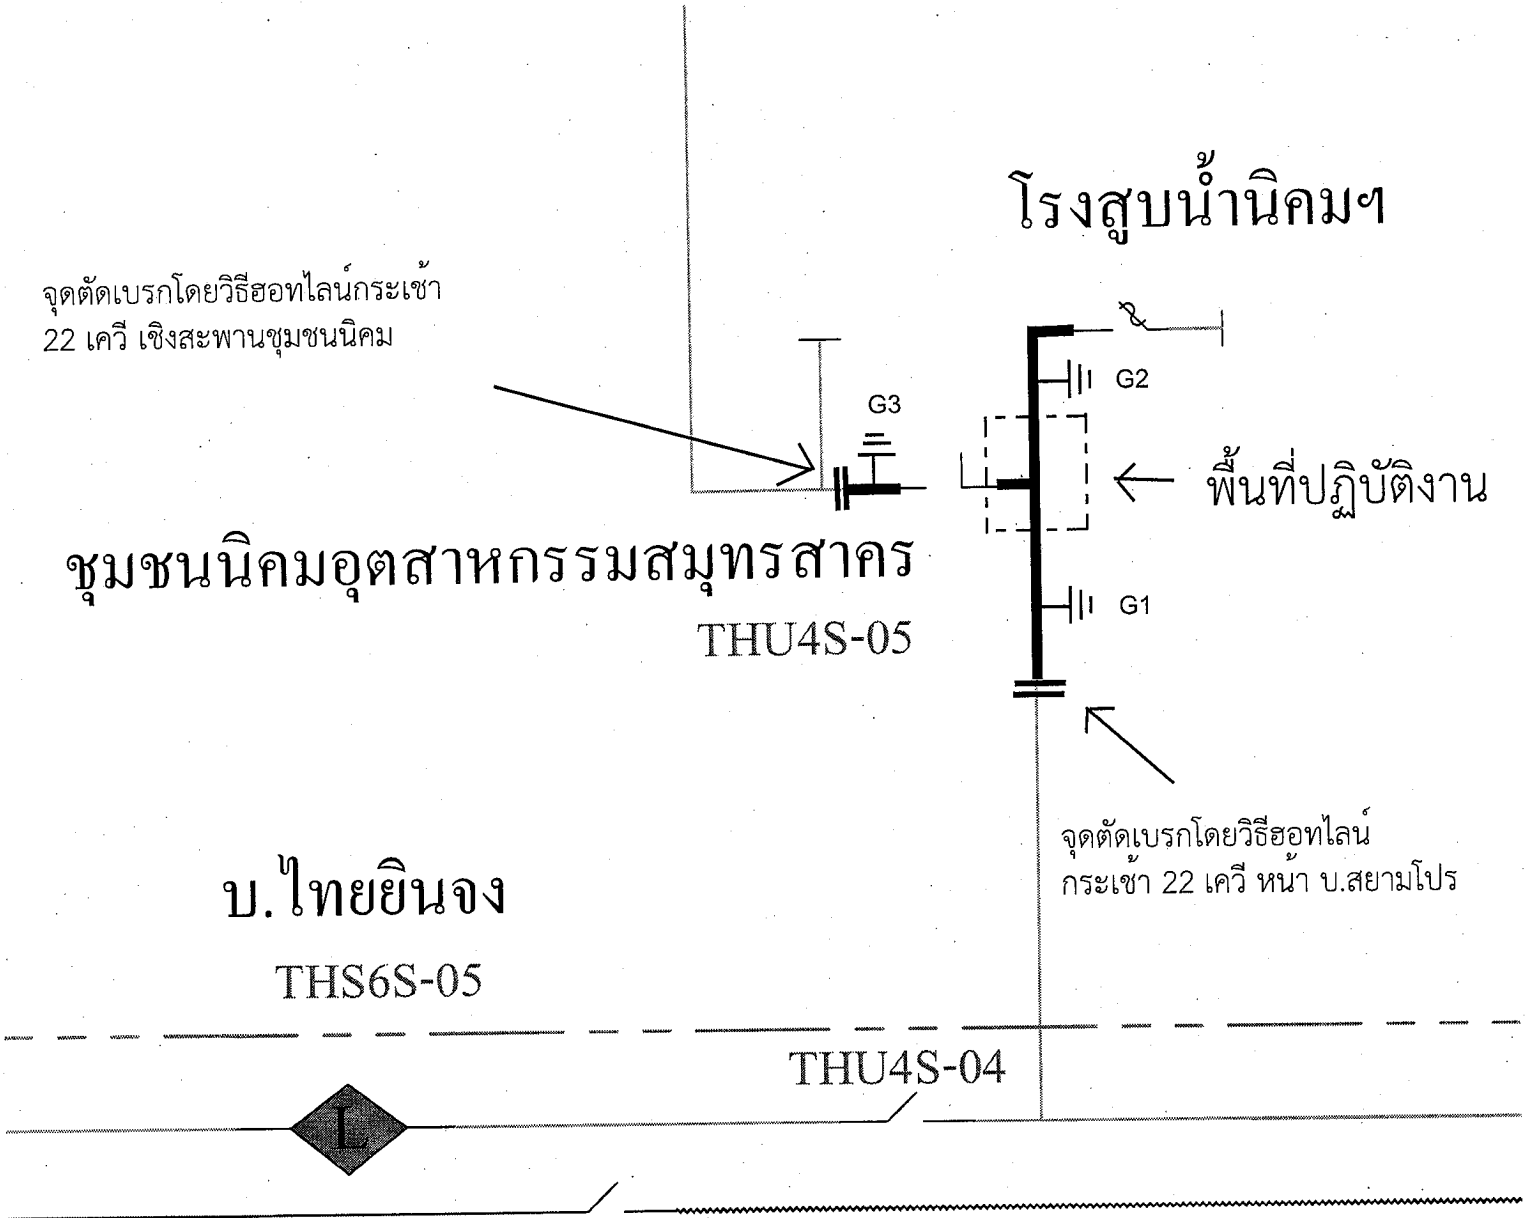 โรงสูบน้ำนิคมฯ
จุดตัดเบรกโดยวิธีฮอทไลน์กระเช้า
22 เควี เชิงสะพานชุมชนนิคม
G2
G3
พื้นที่ปฏิบัติงาน
ชุมชนนิคมอุตสาหกรรมสมุทรสาคร
G1
THU4S-05
จุดตัดเบรกโดยวิธีฮอทไลน์
กระเช้า 22 เควี หน้า บ.สยามโปร
บ.ไทยยินจง
THS6S-05
THU4S-04
L